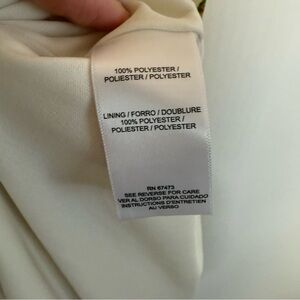 100% POLYESTER /
POLIESTER / POLYESTER
LINING / FORRO / DOUBLURE
100% POLYESTER /
POLIESTER / POLYESTER
RN 67473
SEE REVERSE FOR CARE
VER AL DORSO PARA CUIDADO
INSTRUCTIONS D'ENTRETIEN
AU VERSO